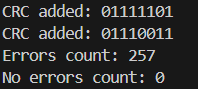 CRC added: 01111101
CRC added: 01110011
Errors count: 257
No errors count: 0